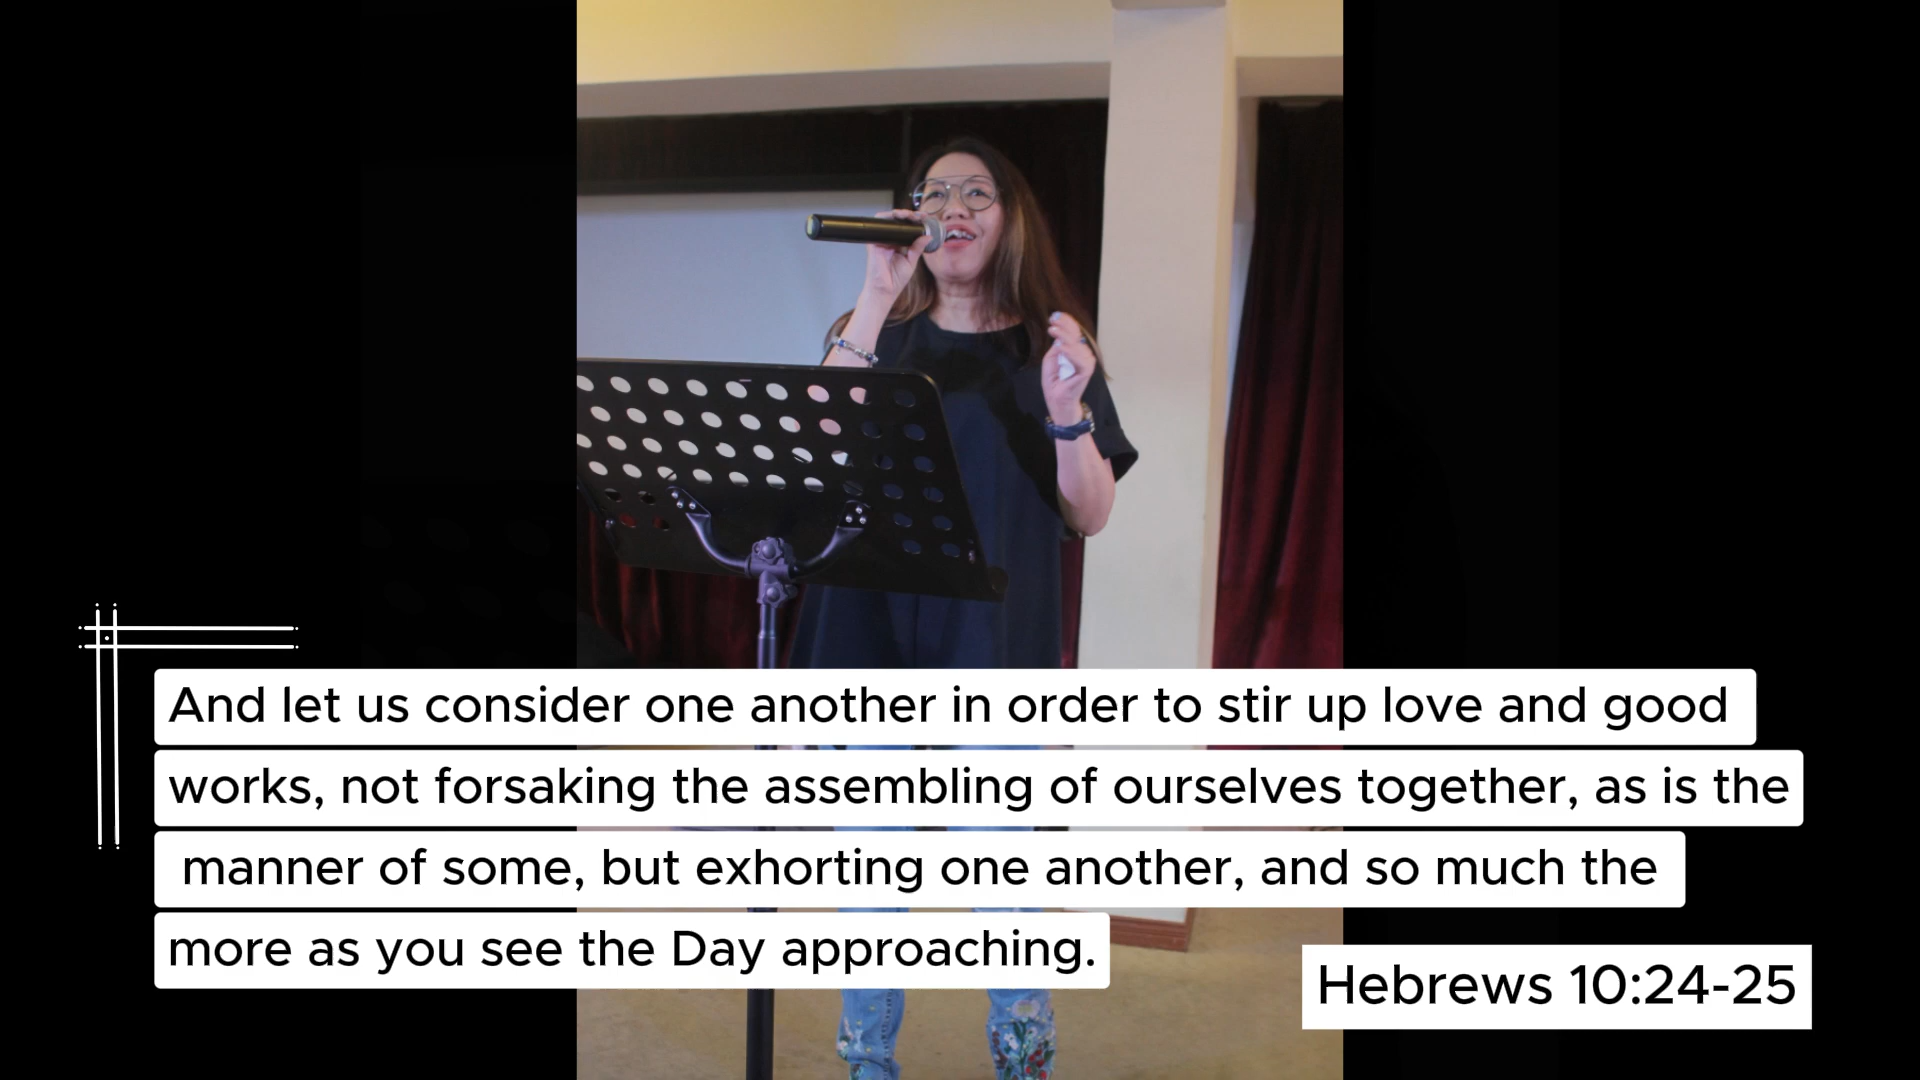 And let us consider one another in order to stir up love and good
works, not forsaking the assembling of ourselves together, as is the
manner of some, but exhorting one another, and so much the
more as you see the Day approaching.
Hebrews 10:24-25